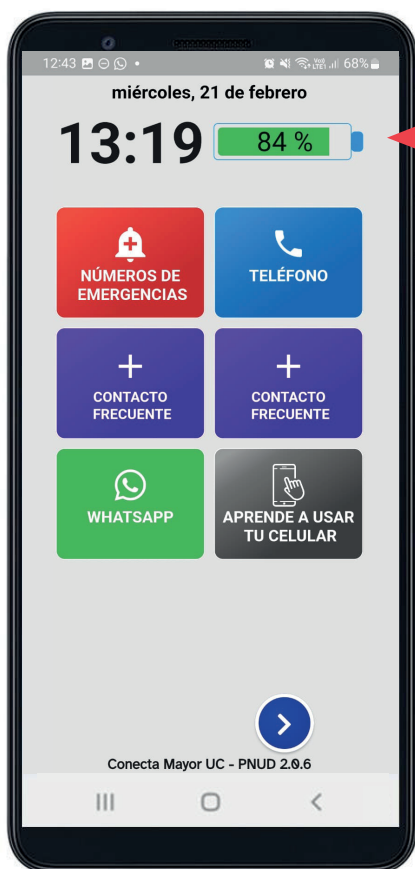 12:43
68%
miércoles, 21 de febrero
13:19 84 %
NÚMEROS DE
EMERGENCIAS
TELÉFONO
CONTACTO
FRECUENTE
CONTACTO
FRECUENTE
WHATSAPP
APRENDE A USAR
TU CELULAR
Conecta Mayor UC - PNUD 2.0.6